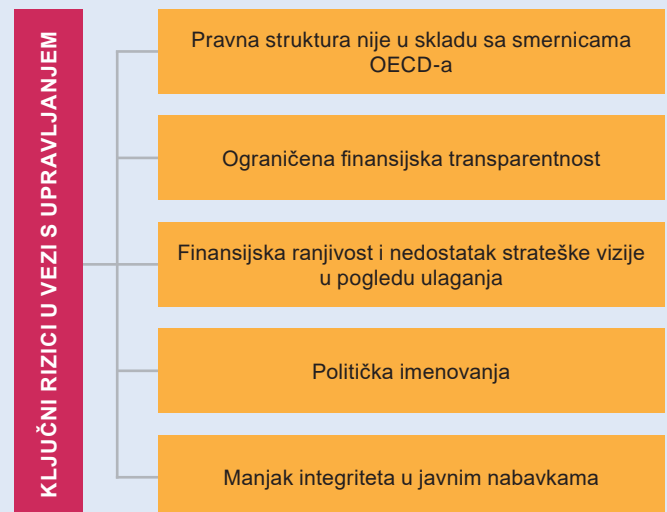 KLJUČNI RIZICI U VEZI S UPRAVLJANJEM
Pravna struktura nije u skladu sa smernicama
OECD-a
Ograničena finansijska transparentnost
Finansijska ranjivost i nedostatak strateške vizije
u pogledu ulaganja
Politička imenovanja
Manjak integriteta u javnim nabavkama